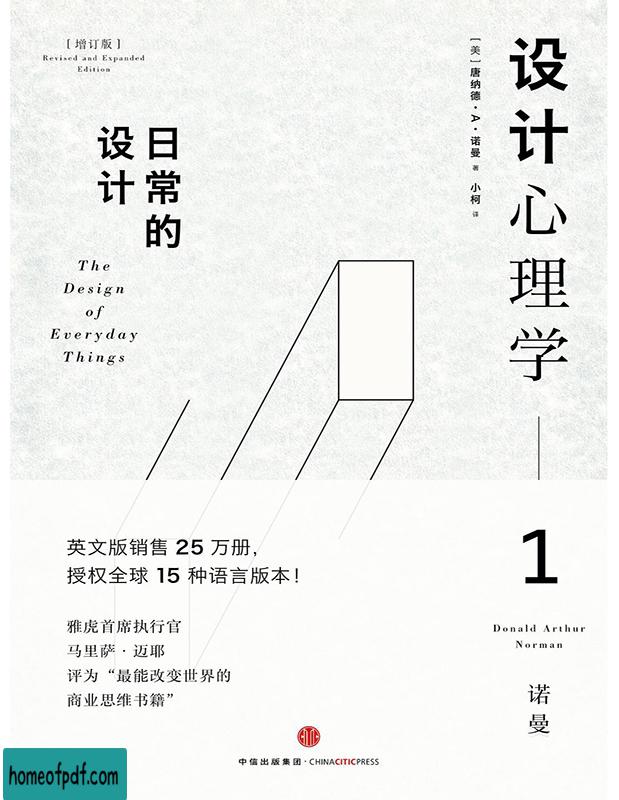 [增订版]
Revised and Expanded
Edition
设计心理学
[美]唐纳德·A·诺曼 著
小柯 译
日常的
设计
The
Design
of
Everyday
Things
英文版销售 25 万册，
授权全球 15 种语言版本！
雅虎首席执行官
马里萨·迈耶
评为“最能改变世界的
商业思维书籍”
1
Donald Arthur
Norman
诺曼
中信出版集团·CHINACITICPRESS
homeofpdf.com